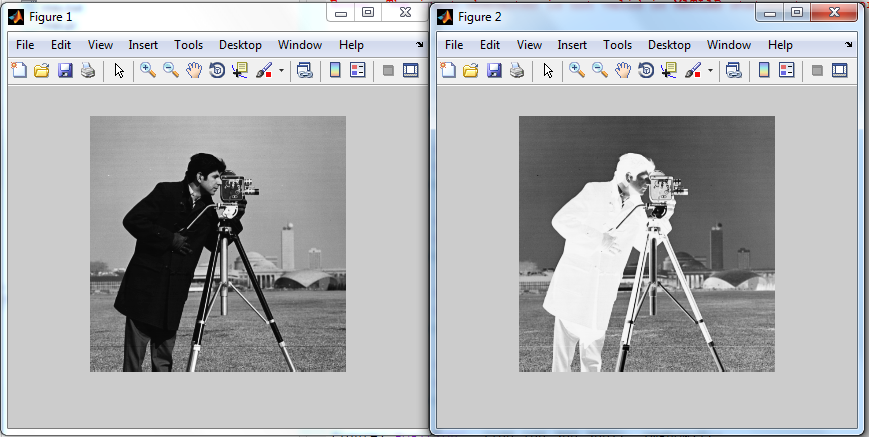 Figure 1
File Edit View Insert Tools Desktop Window Help
Figure 2
File Edit View Insert Tools Desktop Window Help